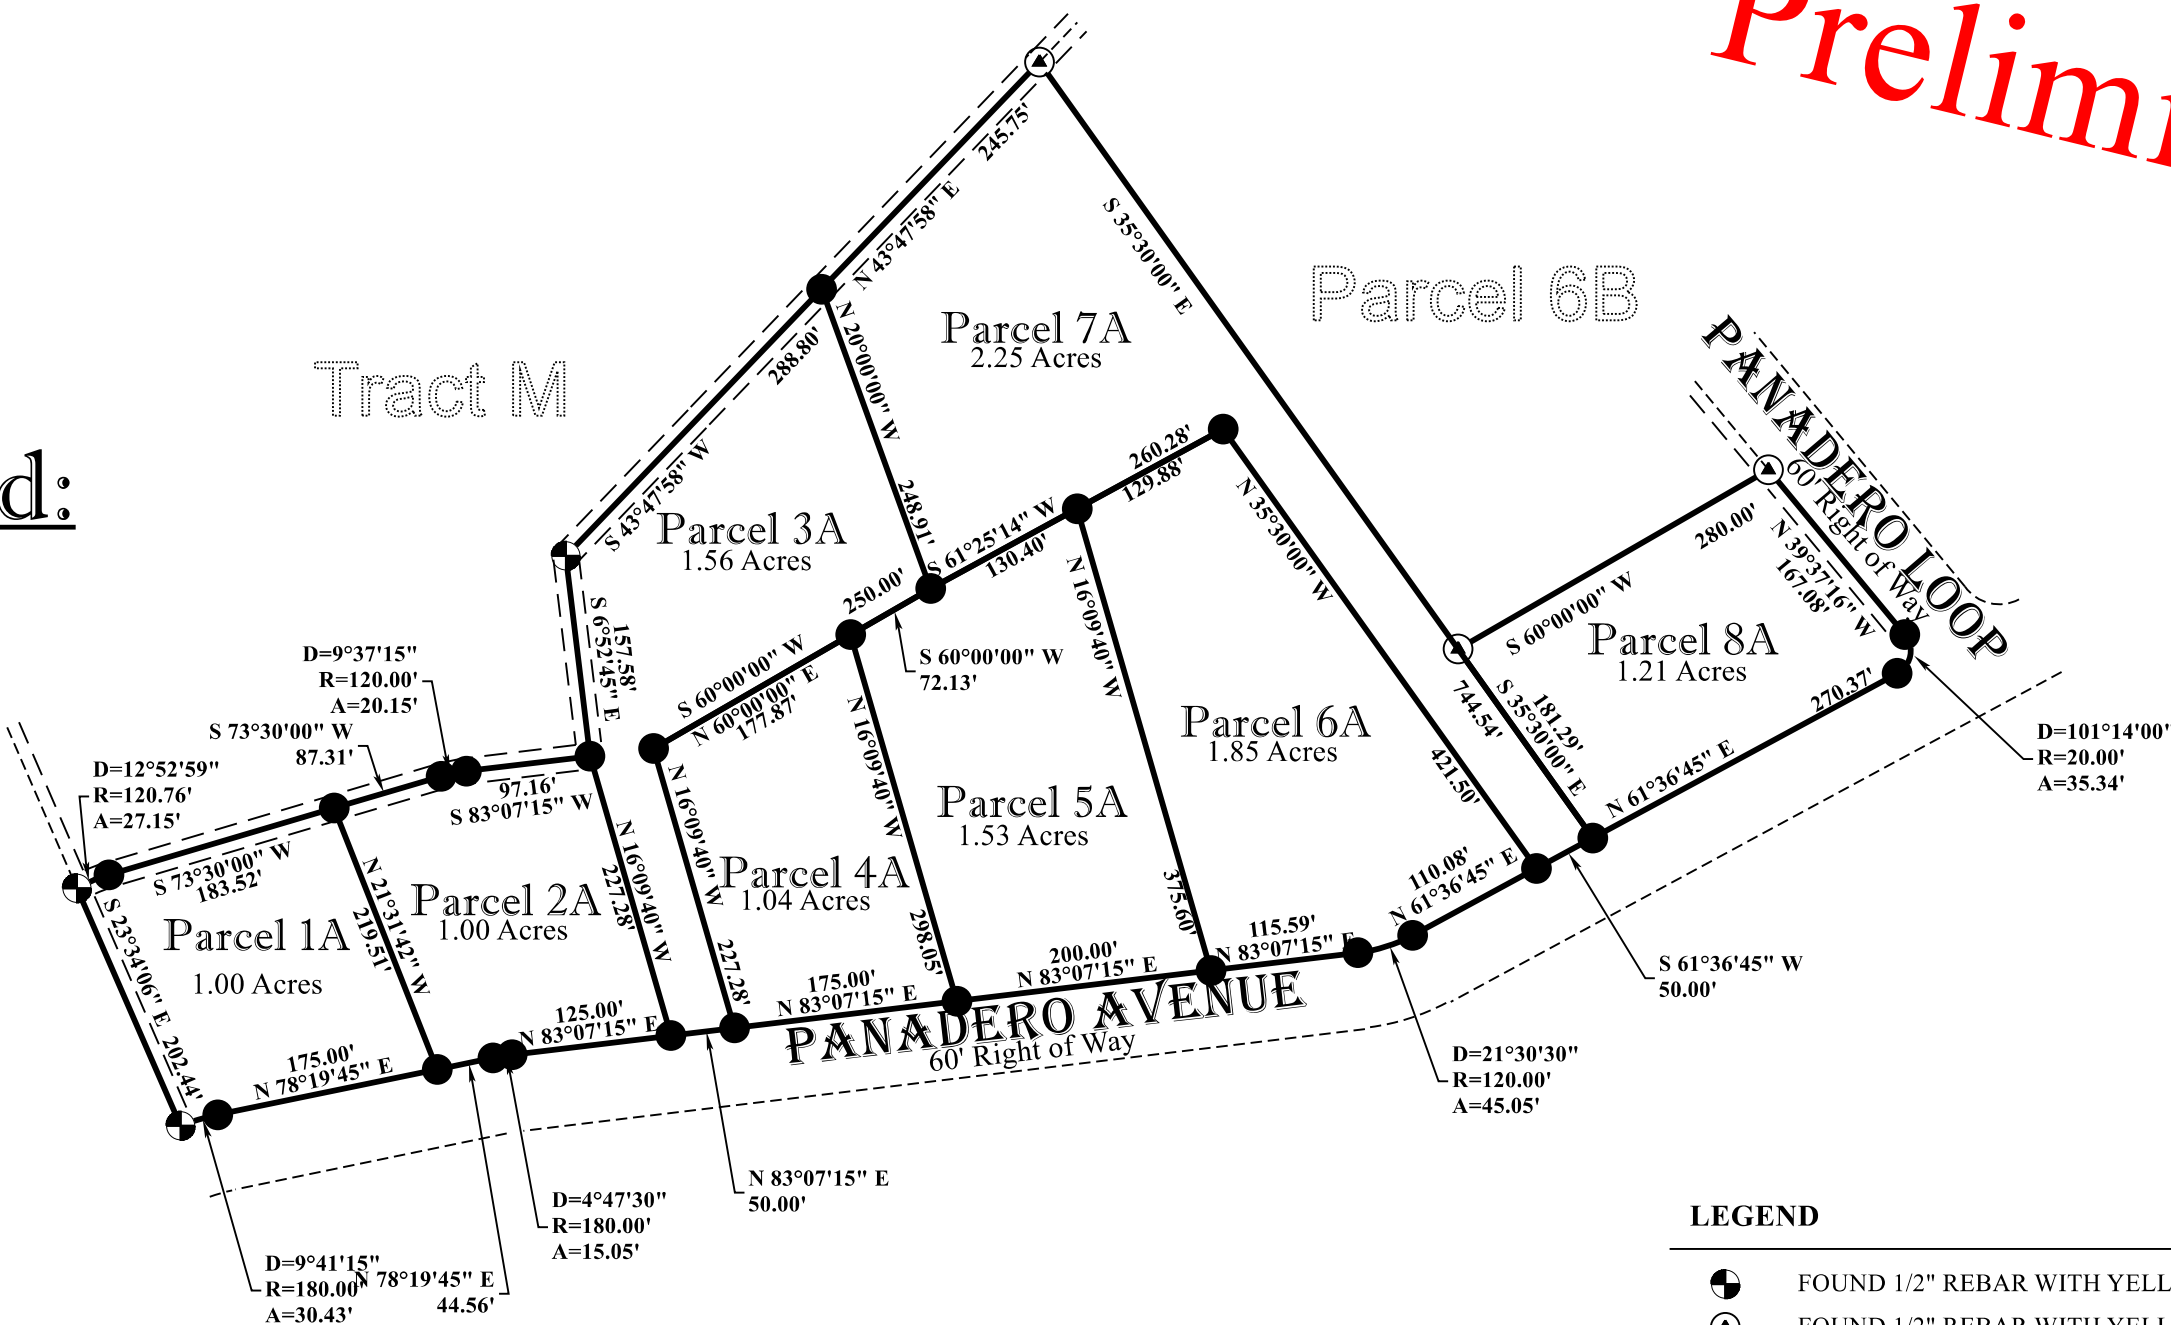 Prelim
d:
Tract M
Parcel 6B
245.75'
N 43°47'58" E
S 35°30'00" E
Parcel 7A
2.25 Acres
N 20°00'00" W
248.91'
288.80'
S 43°47'58" W
Parcel 3A
1.56 Acres
S 6°52'45" E
157.58'
PANADERO LOOP
60' Right of Way
260.28'
129.88'
S 61°25'14" W
130.40'
250.00'
S 60°00'00" W
N 60°00'00" E
177.87'
S 60°00'00" W
72.13'
N 35°30'00" W
421.50'
744.54'
280.00'
S 60°00'00" W
N 39°37'16" W
167.08'
Parcel 8A
1.21 Acres
181.29'
S 35°30'00" E
270.37'
N 61°36'45" E
D=101°14'00"
R=20.00'
A=35.34'
D=9°37'15"
R=120.00'
A=20.15'
S 73°30'00" W
87.31'
D=12°52'59"
R=120.76'
A=27.15'
97.16'
S 83°07'15" W
S 73°30'00" W
183.52'
S 23°34'06" E 202.44'
Parcel 1A
1.00 Acres
N 21°31'42" W
219.51'
Parcel 2A
1.00 Acres
N 16°09'40" W
227.28'
N 16°09'40" W
227.28'
Parcel 4A
1.04 Acres
N 16°09'40" W
298.05'
Parcel 5A
1.53 Acres
N 16°09'40" W
375.60'
Parcel 6A
1.85 Acres
175.00'
N 78°19'45" E
125.00'
N 83°07'15" E
175.00'
N 83°07'15" E
200.00'
N 83°07'15" E
115.59'
N 83°07'15" E
110.08'
N 61°36'45" E
S 61°36'45" W
50.00'
PANADERO AVENUE
60' Right of Way
D=21°30'30"
R=120.00'
A=45.05'
N 83°07'15" E
50.00'
D=4°47'30"
R=180.00'
A=15.05'
D=9°41'15"
R=180.00'
A=30.43'
N 78°19'45" E
44.56'
LEGEND
FOUND 1/2" REBAR WITH YELL
FOUND 1/2" REBAR WITH YELL